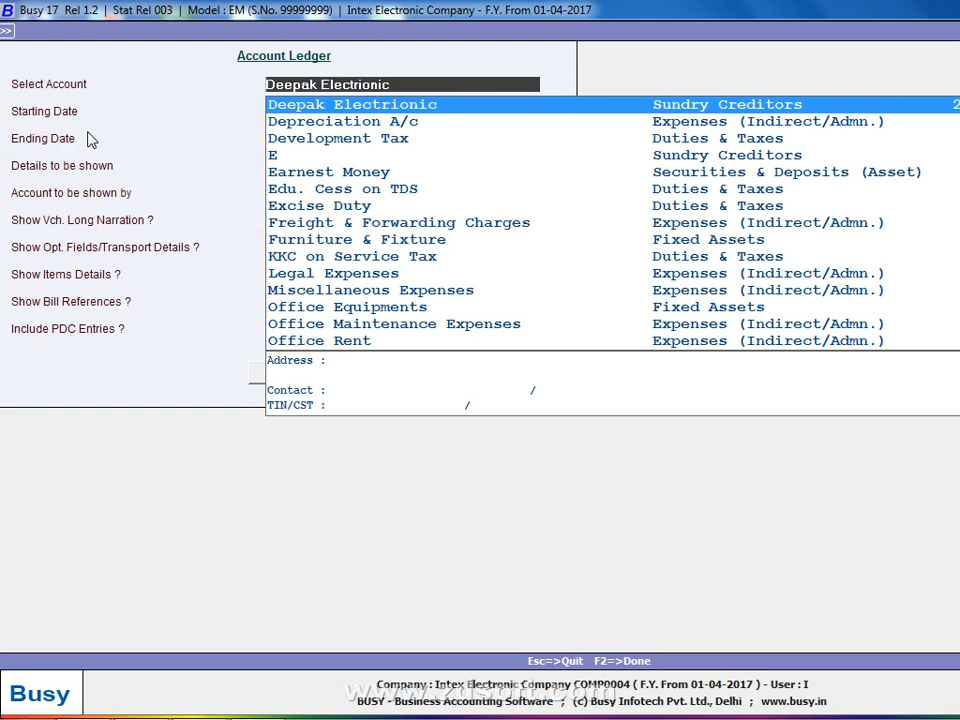 Busy 17 Rel 1.2 | Stat Rel 003 | Model : EM (S.No. 99999999) | Intex Electronic Company - F.Y. From 01-04-2017
>>
Account Ledger
Select Account Deepak Electrionic
Starting Date
Ending Date
Details to be shown
Account to be shown by
Show Vch. Long Narration ?
Show Opt. Fields/Transport Details ?
Show Items Details ?
Show Bill References ?
Include PDC Entries ?
Deepak Electrionic Sundry Creditors 2
Depreciation A/c Expenses (Indirect/Admn.)
Development Tax Duties & Taxes
E Sundry Creditors
Earnest Money Securities & Deposits (Asset)
Edu. Cess on TDS Duties & Taxes
Excise Duty Duties & Taxes
Freight & Forwarding Charges Expenses (Indirect/Admn.)
Furniture & Fixture Fixed Assets
KKC on Service Tax Duties & Taxes
Legal Expenses Expenses (Indirect/Admn.)
Miscellaneous Expenses Expenses (Indirect/Admn.)
Office Equipments Fixed Assets
Office Maintenance Expenses Expenses (Indirect/Admn.)
Office Rent Expenses (Indirect/Admn.)
Address :
Contact : /
TIN/CST : /
Esc=>Quit F2=>Done
Busy
Company : Intex Electronic Company COMP0004 ( F.Y. From 01-04-2017 ) - User : I
www.zdsoft.com
BUSY - Business Accounting Software ; (c) Busy Infotech Pvt. Ltd., Delhi ; www.busy.in